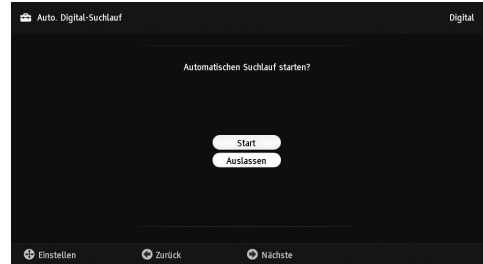 Auto. Digital-Suchlauf Digital
Automatischen Suchlauf starten?
Start
Auslassen
Einstellen Zurück Nächste